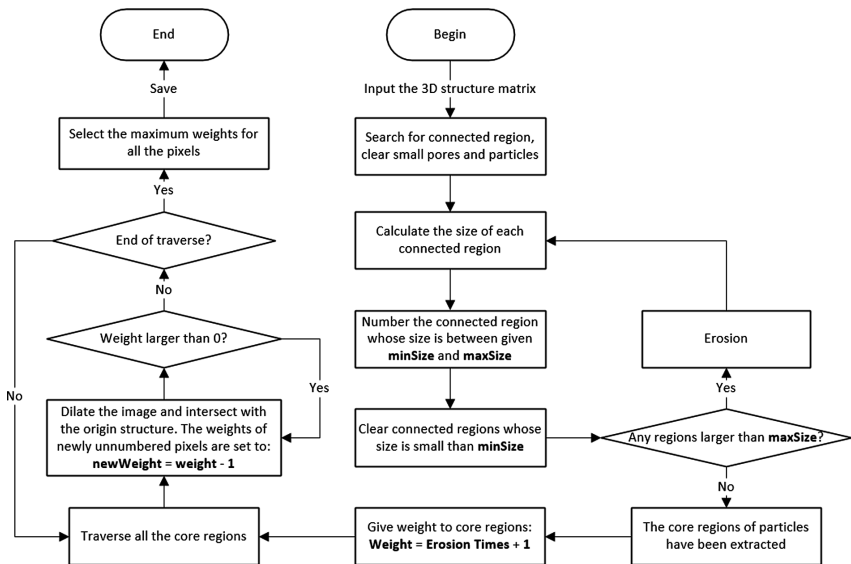 Begin
Input the 3D structure matrix
Search for connected region,
clear small pores and particles
Calculate the size of each
connected region
Number the connected region
whose size is between given
minSize and maxSize
Clear connected regions whose
size is small than minSize
Any regions larger than maxSize?
Yes
Erosion
No
The core regions of particles
have been extracted
Give weight to core regions:
Weight = Erosion Times + 1
Traverse all the core regions
Dilate the image and intersect with
the origin structure. The weights of
newly unnumbered pixels are set to:
newWeight = weight - 1
Weight larger than 0?
Yes
No
End of traverse?
No
Yes
Select the maximum weights for
all the pixels
Save
End